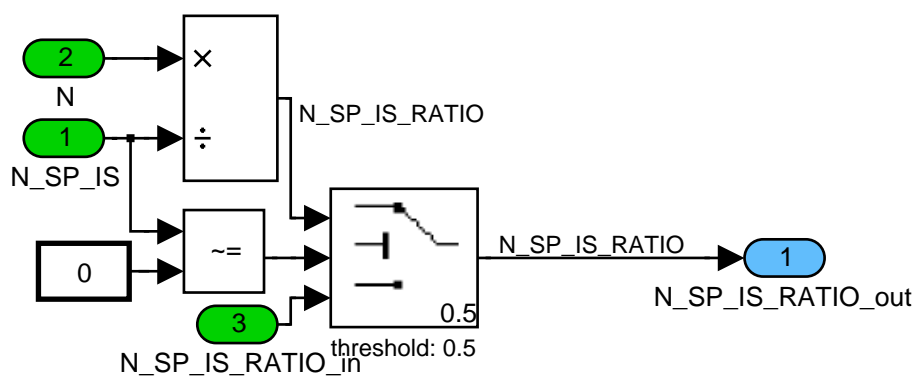 2
×
N
N_SP_IS_RATIO
1
÷
N_SP_IS
~=
0
N_SP_IS_RATIO
1
N_SP_IS_RATIO_out
3
0.5
N_SP_IS_RATIO_in
threshold: 0.5